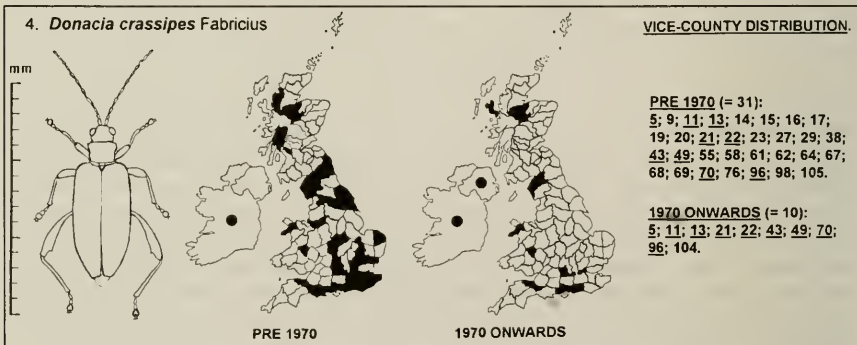 4. Donacia crassipes Fabricius
mm
PRE 1970
1970 ONWARDS
VICE-COUNTY DISTRIBUTION.
PRE 1970 (= 31):
5; 9; 11; 13; 14; 15; 16; 17;
19; 20; 21; 22; 23; 27; 29; 38;
43; 49; 55; 58; 61; 62; 64; 67;
68; 69; 70; 76; 96; 98; 105.
1970 ONWARDS (= 10):
5; 11; 13; 21; 22; 43; 49; 70;
96; 104.